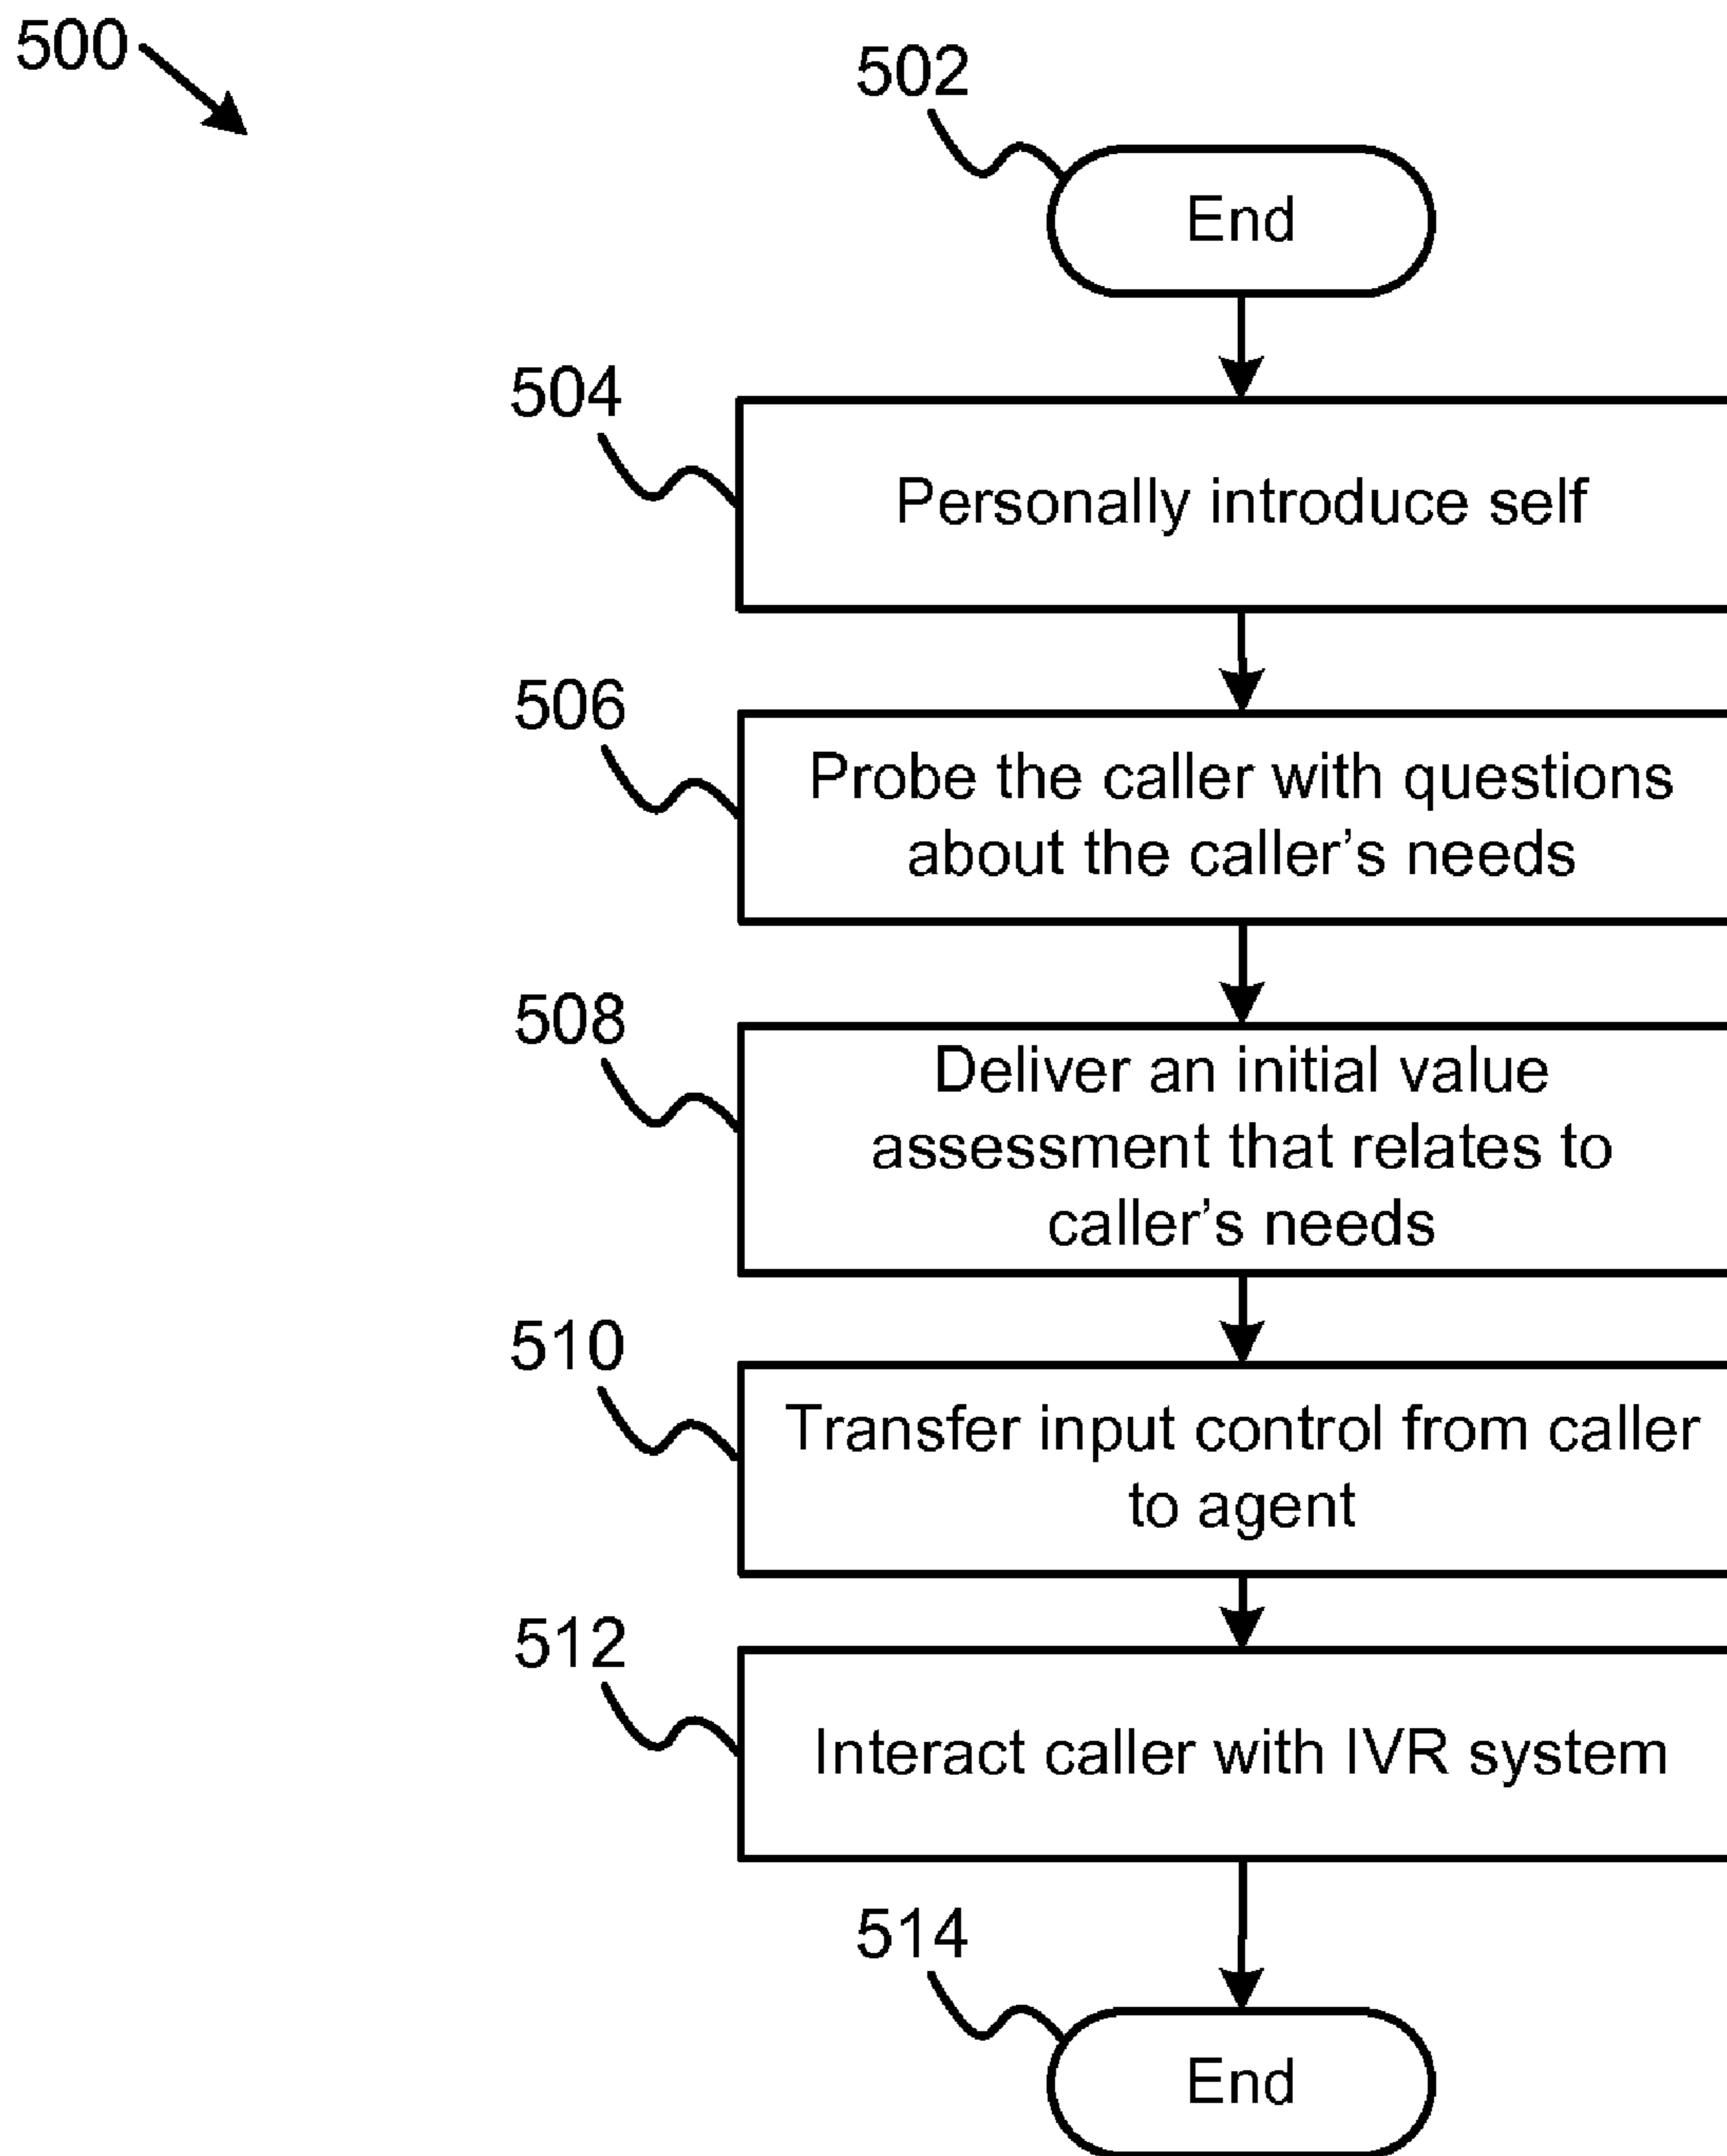 500
502
End
504
Personally introduce self
506
Probe the caller with questions
about the caller's needs
508
Deliver an initial value
assessment that relates to
caller's needs
510
Transfer input control from caller
to agent
512
Interact caller with IVR system
514
End